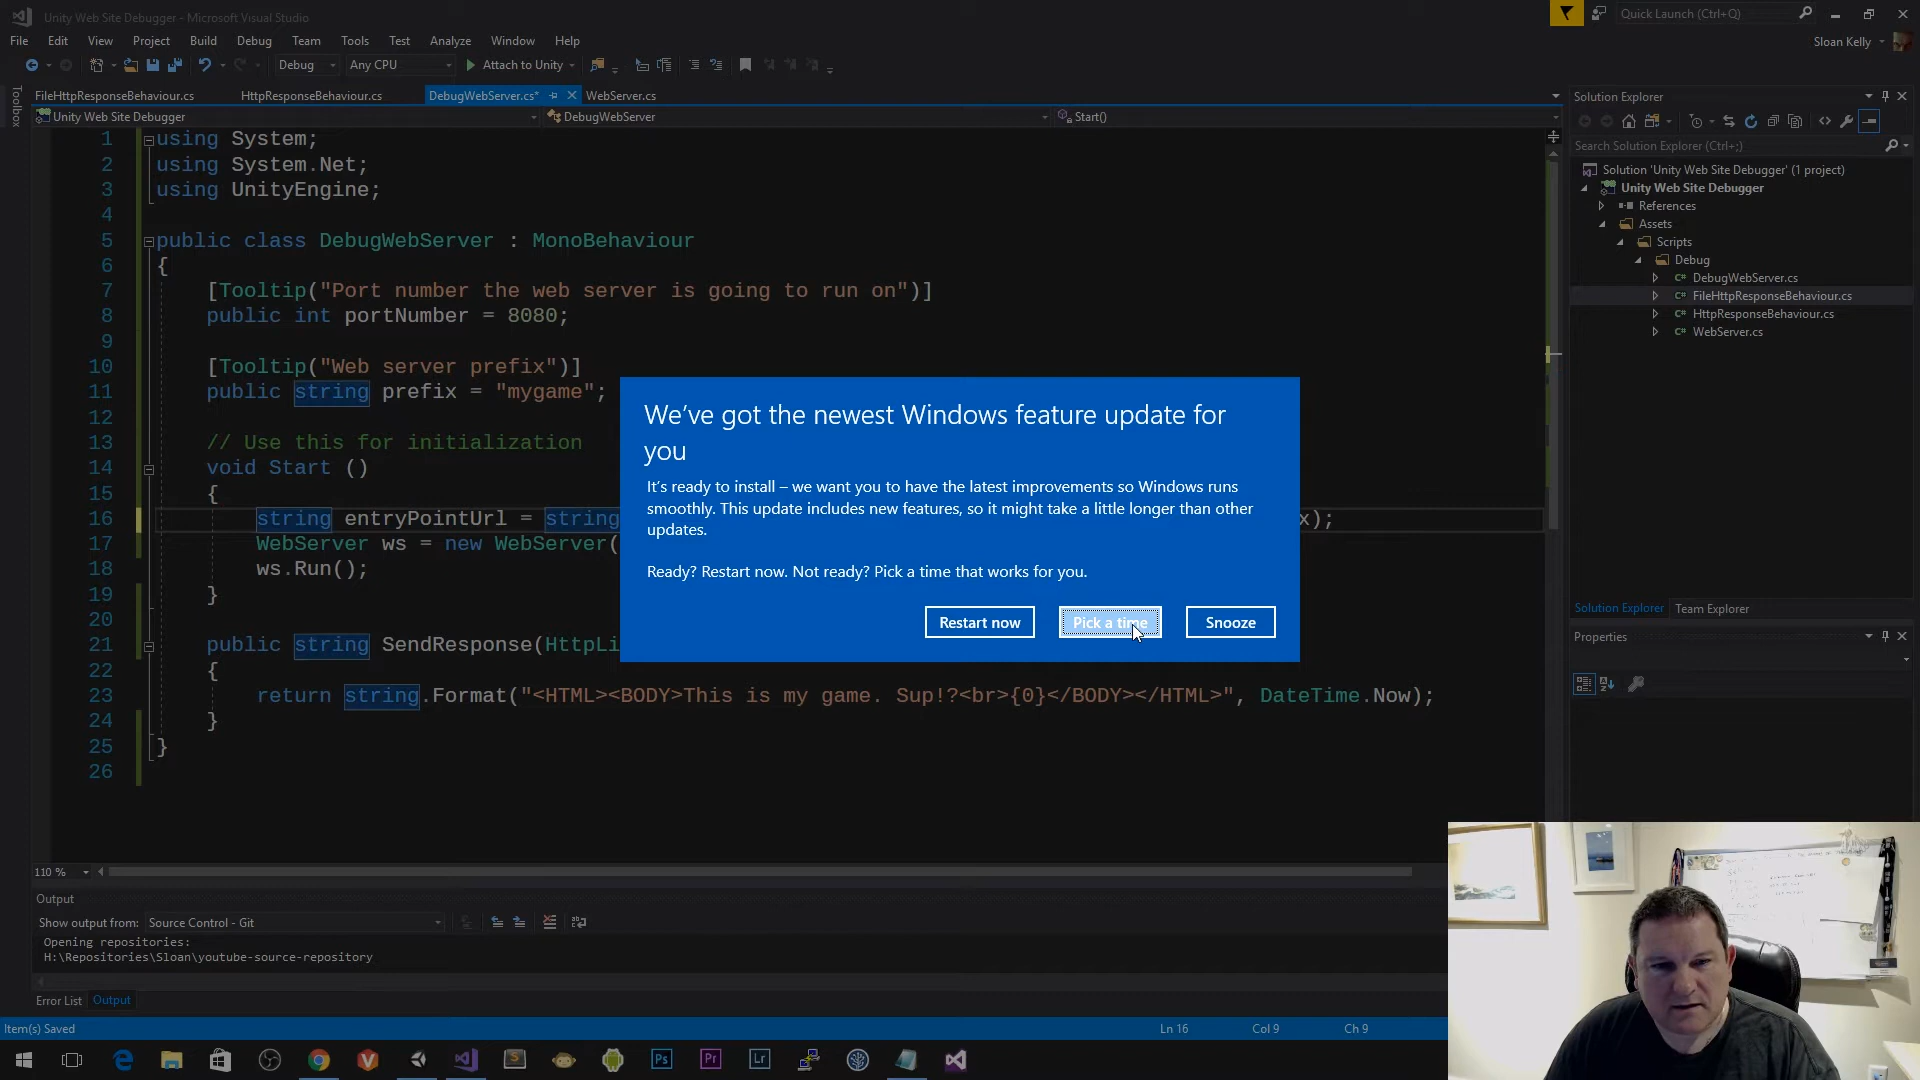 Unity Web Site Debugger - Microsoft Visual Studio
Quick Launch (Ctrl+Q)
File Edit View Project Build Debug Team Tools Test Analyze Window Help
Sloan Kelly
Debug Any CPU Attach to Unity
Toolbox
FileHttpResponseBehaviour.cs HttpResponseBehaviour.cs DebugWebServer.cs* WebServer.cs
Unity Web Site Debugger DebugWebServer Start()
1 using System;
2 using System.Net;
3 using UnityEngine;
4
5 public class DebugWebServer : MonoBehaviour
6 {
7 [Tooltip("Port number the web server is going to run on")]
8 public int portNumber = 8080;
9
10 [Tooltip("Web server prefix")]
11 public string prefix = "mygame";
12
13 // Use this for initialization
14 void Start ()
15 {
16 string entryPointUrl = string x);
17 WebServer ws = new WebServer(
18 ws.Run();
19 }
20
21 public string SendResponse(HttpLi
22 {
23 return string.Format("<HTML><BODY>This is my game. Sup!?<br>{0}</BODY></HTML>", DateTime.Now);
24 }
25 }
26
We've got the newest Windows feature update for
you
It's ready to install – we want you to have the latest improvements so Windows runs
smoothly. This update includes new features, so it might take a little longer than other
updates.
Ready? Restart now. Not ready? Pick a time that works for you.
Restart now Pick a time Snooze
Solution Explorer
Search Solution Explorer (Ctrl+;)
Solution 'Unity Web Site Debugger' (1 project)
Unity Web Site Debugger
References
Assets
Scripts
Debug
C# DebugWebServer.cs
C# FileHttpResponseBehaviour.cs
C# HttpResponseBehaviour.cs
C# WebServer.cs
Solution Explorer Team Explorer
Properties
110 %
Output
Show output from: Source Control - Git
Opening repositories:
H:\Repositories\Sloan\youtube-source-repository
Error List Output
Item(s) Saved Ln 16 Col 9 Ch 9
Ps Pr Lr